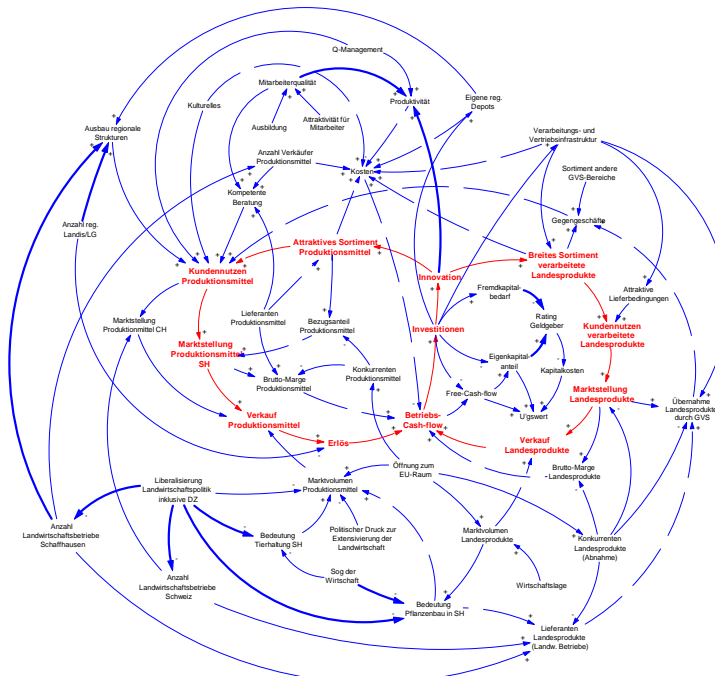 Q-Management
Mitarbeiterqualität
Kulturelles
Produktivität
Eigene reg.
Depots
Ausbau regionale
Strukturen
Ausbildung
Attraktivität für
Mitarbeiter
Verarbeitungs- und
Vertriebsinfrastruktur
Anzahl Verkäufer
Produktionsmittel
Kosten
Sortiment andere
GVS-Bereiche
Kompetente
Beratung
Anzahl reg.
Landis/LG
Gegengeschäfte
Attraktives Sortiment
Produktionsmittel
Kundennutzen
Produktionsmittel
Innovation
Breites Sortiment
verarbeitete
Landesprodukte
Fremdkapital-
bedarf
Attraktive
Lieferbedingungen
Marktstellung
Produktionmittel CH
Lieferanten
Produktionmittel
Bezugsanteil
Produktionmittel
Investitionen
Rating
Geldgeber
Kundennutzen
verarbeitete
Landesprodukte
Marktstellung
Produktionsmittel
SH
Brutto-Marge
Produktionsmittel
Konkurrenten
Produktionmittel
Eigenkapital-
anteil
Kapitalkosten
Free-Cash-flow
Marktstellung
Landesprodukte
Übernahme
Landesprodukte
durch GVS
Verkauf
Produktionsmittel
Betriebs-
Cash-flow
U'gswert
Erlös
Verkauf
Landesprodukte
Liberalisierung
Landwirtschaftspolitik
inklusive DZ
Marktvolumen
Produktionsmittel
Öffnung zum
EU-Raum
Brutto-Marge
Landesprodukte
Anzahl
Landwirtschaftsbetriebe
Schaffhausen
Bedeutung
Tierhaltung SH
Politischer Druck zur
Extensivierung der
Landwirtschaft
Marktvolumen
Landesprodukte
Konkurrenten
Landesprodukte
(Abnahme)
Anzahl
Landwirtschaftsbetriebe
Schweiz
Sog der
Wirtschaft
Wirtschaftslage
Bedeutung
Pflanzenbau in SH
Lieferanten
Landesprodukte
(Landw. Betriebe)